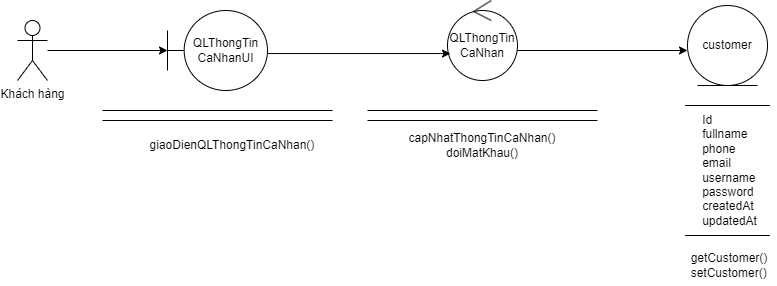 QLThongTin
CaNhanUI
QLThongTin
CaNhan
customer
Khách hàng
giaoDienQLThongTinCaNhan()
capNhatThongTinCaNhan()
doiMatKhau()
Id
fullname
phone
email
username
password
createdAt
updatedAt
getCustomer()
setCustomer()